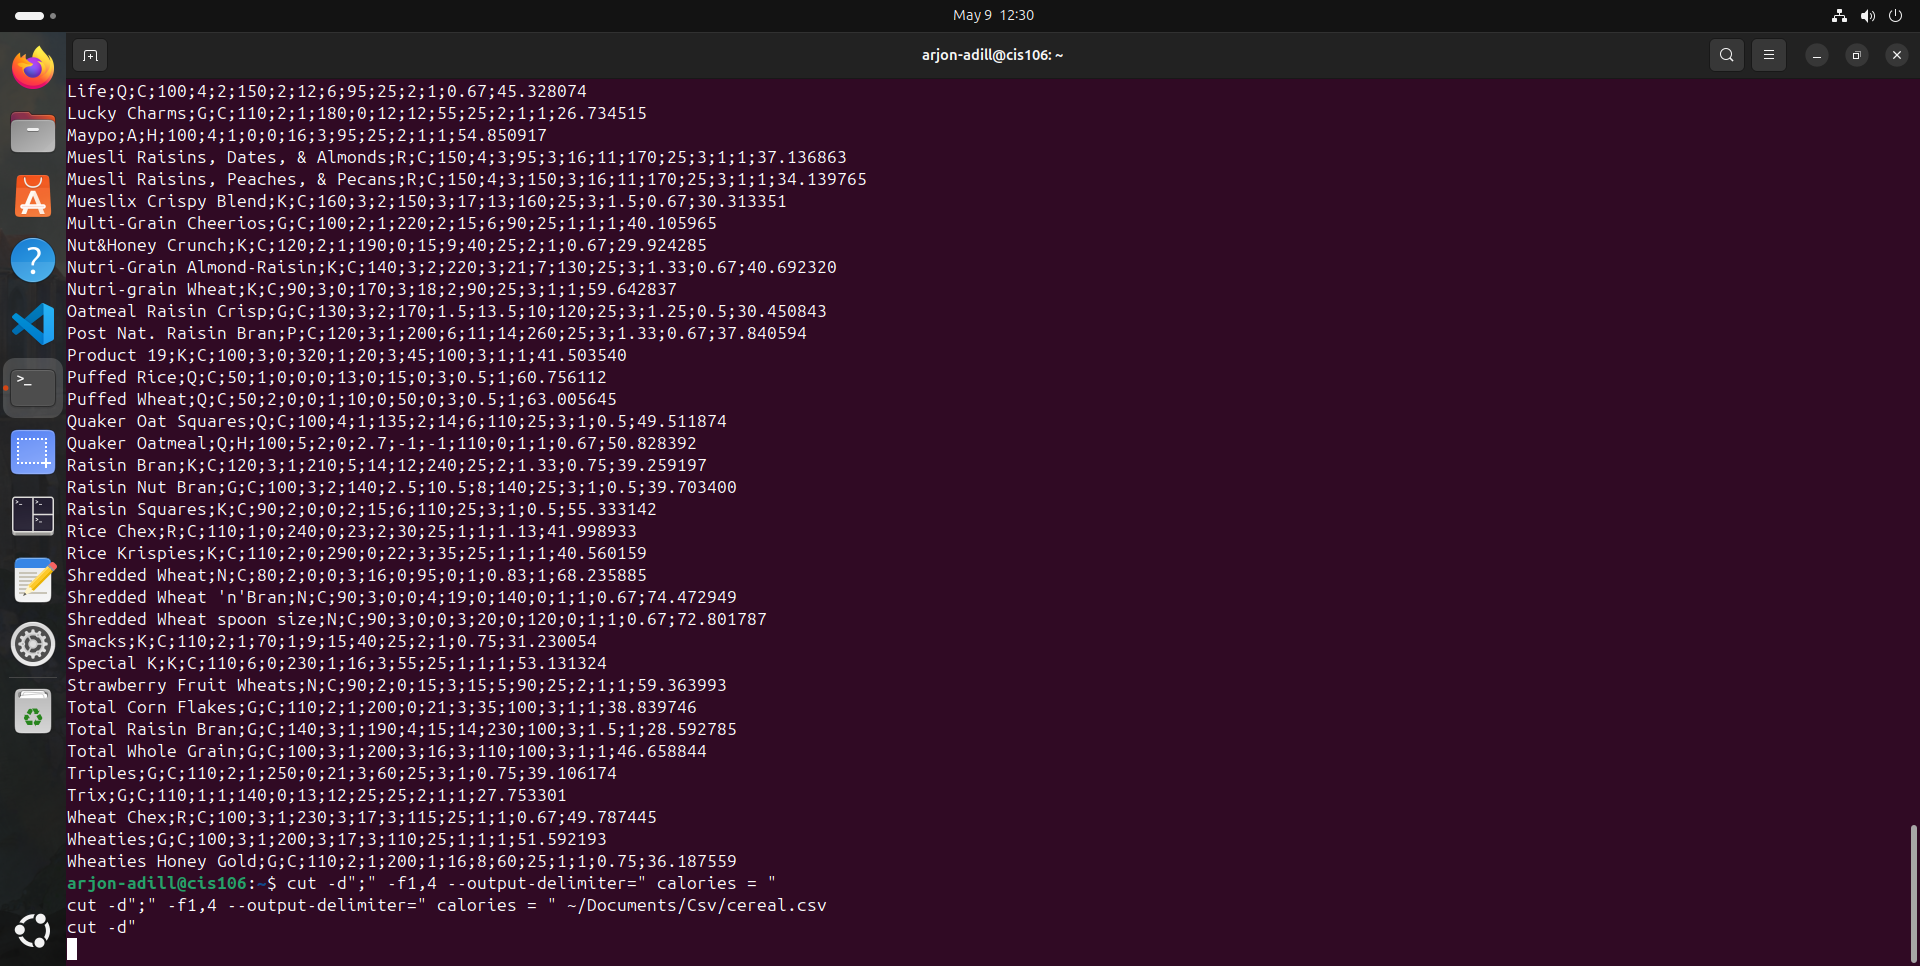 May 9 12:30
arjon-adill@cis106: ~
Life;Q;C;100;4;2;150;2;12;6;95;25;2;1;0.67;45.328074
Lucky Charms;G;C;110;2;1;180;0;12;12;55;25;2;1;1;26.734515
Maypo;A;H;100;4;1;0;0;16;3;95;25;2;1;1;54.850917
Muesli Raisins, Dates, & Almonds;R;C;150;4;3;95;3;16;11;170;25;3;1;1;37.136863
Muesli Raisins, Peaches, & Pecans;R;C;150;4;3;150;3;16;11;170;25;3;1;1;34.139765
Mueslix Crispy Blend;K;C;160;3;2;150;3;17;13;160;25;3;1.5;0.67;30.313351
Multi-Grain Cheerios;G;C;100;2;1;220;2;15;6;90;25;1;1;1;40.105965
Nut&Honey Crunch;K;C;120;2;1;190;0;15;9;40;25;2;1;0.67;29.924285
Nutri-Grain Almond-Raisin;K;C;140;3;2;220;3;21;7;130;25;3;1.33;0.67;40.692320
Nutri-grain Wheat;K;C;90;3;0;170;3;18;2;90;25;3;1;1;59.642837
Oatmeal Raisin Crisp;G;C;130;3;2;170;1.5;13.5;10;120;25;3;1.25;0.5;30.450843
Post Nat. Raisin Bran;P;C;120;3;1;200;6;11;14;260;25;3;1.33;0.67;37.840594
Product 19;K;C;100;3;0;320;1;20;3;45;100;3;1;1;41.503540
Puffed Rice;Q;C;50;1;0;0;0;13;0;15;0;3;0.5;1;60.756112
Puffed Wheat;Q;C;50;2;0;0;1;10;0;50;0;3;0.5;1;63.005645
Quaker Oat Squares;Q;C;100;4;1;135;2;14;6;110;25;3;1;0.5;49.511874
Quaker Oatmeal;Q;H;100;5;2;0;2.7;-1;-1;110;0;1;1;0.67;50.828392
Raisin Bran;K;C;120;3;1;210;5;14;12;240;25;2;1.33;0.75;39.259197
Raisin Nut Bran;G;C;100;3;2;140;2.5;10.5;8;140;25;3;1;0.5;39.703400
Raisin Squares;K;C;90;2;0;0;2;15;6;110;25;3;1;0.5;55.333142
Rice Chex;R;C;110;1;0;240;0;23;2;30;25;1;1;1.13;41.998933
Rice Krispies;K;C;110;2;0;290;0;22;3;35;25;1;1;1;40.560159
Shredded Wheat;N;C;80;2;0;0;3;16;0;95;0;1;0.83;1;68.235885
Shredded Wheat 'n'Bran;N;C;90;3;0;0;4;19;0;140;0;1;1;0.67;74.472949
Shredded Wheat spoon size;N;C;90;3;0;0;3;20;0;120;0;1;1;0.67;72.801787
Smacks;K;C;110;2;1;70;1;9;15;40;25;2;1;0.75;31.230054
Special K;K;C;110;6;0;230;1;16;3;55;25;1;1;1;53.131324
Strawberry Fruit Wheats;N;C;90;2;0;15;3;15;5;90;25;2;1;1;59.363993
Total Corn Flakes;G;C;110;2;1;200;0;21;3;35;100;3;1;1;38.839746
Total Raisin Bran;G;C;140;3;1;190;4;15;14;230;100;3;1.5;1;28.592785
Total Whole Grain;G;C;100;3;1;200;3;16;3;110;100;3;1;1;46.658844
Triples;G;C;110;2;1;250;0;21;3;60;25;3;1;0.75;39.106174
Trix;G;C;110;1;1;140;0;13;12;25;25;2;1;1;27.753301
Wheat Chex;R;C;100;3;1;230;3;17;3;115;25;1;1;0.67;49.787445
Wheaties;G;C;100;3;1;200;3;17;3;110;25;1;1;1;51.592193
Wheaties Honey Gold;G;C;110;2;1;200;1;16;8;60;25;1;1;0.75;36.187559
arjon-adill@cis106:~$ cut -d";" -f1,4 --output-delimiter=" calories = "
cut -d";" -f1,4 --output-delimiter=" calories = " ~/Documents/Csv/cereal.csv
cut -d"